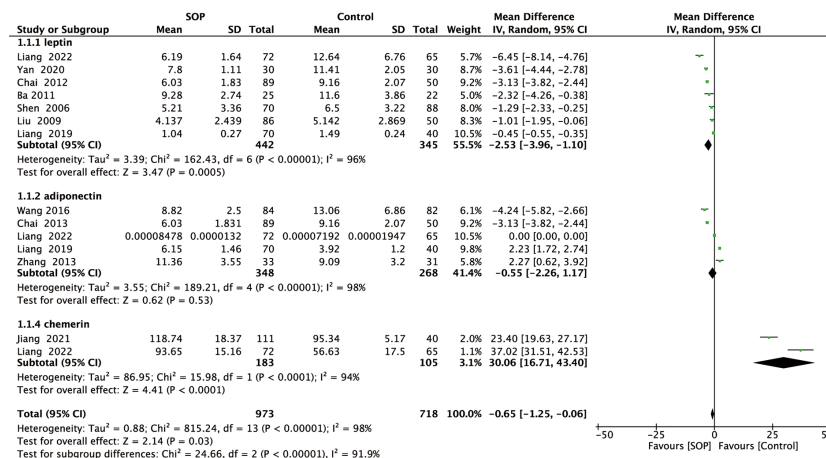 SOP Control Mean Difference Mean Difference
Study or Subgroup Mean SD Total Mean SD Total Weight IV, Random, 95% CI IV, Random, 95% CI
1.1.1 leptin
Liang 2022 6.19 1.64 72 12.64 6.76 65 5.7% −6.45 [−8.14, −4.76]
Yan 2020 7.8 1.11 30 11.41 2.05 30 9.0% −3.61 [−4.44, −2.78]
Chai 2012 6.03 1.83 89 9.16 2.07 50 9.2% −3.13 [−3.82, −2.44]
Ba 2011 9.28 2.74 25 11.6 3.86 22 5.0% −2.32 [−4.26, −0.38]
Shen 2006 5.21 3.36 70 6.5 3.22 88 8.1% −1.29 [−2.33, −0.25]
Liu 2009 4.137 2.439 86 5.142 2.869 50 8.5% −1.01 [−1.95, −0.06]
Liang 2019 1.04 0.27 70 1.49 0.24 40 10.5% −0.45 [−0.55, −0.35]
Subtotal (95% CI) 442 345 55.5% −2.53 [−3.96, −1.10]
Heterogeneity: Tau² = 3.39; Chi² = 162.43, df = 6 (P < 0.00001); I² = 96%
Test for overall effect: Z = 3.47 (P = 0.0005)
1.1.2 adiponectin
Wang 2016 8.82 2.5 84 13.06 6.86 82 6.1% −4.24 [−5.82, −2.66]
Chai 2013 6.03 1.831 89 9.16 2.07 50 9.2% −3.13 [−3.82, −2.44]
Liang 2022 0.00008478 0.0000132 72 0.00007192 0.00001947 65 10.5% 0.00 [0.00, 0.00]
Liang 2019 6.15 1.46 70 3.92 1.2 40 9.8% 2.23 [1.72, 2.74]
Zhang 2013 11.36 3.55 33 9.09 3.2 31 5.8% 2.27 [0.62, 3.92]
Subtotal (95% CI) 348 268 41.4% −0.55 [−2.26, 1.17]
Heterogeneity: Tau² = 3.55; Chi² = 189.21, df = 4 (P < 0.00001); I² = 98%
Test for overall effect: Z = 0.62 (P = 0.53)
1.1.4 chemerin
Jiang 2021 118.74 18.37 111 95.34 5.17 40 2.0% 23.40 [19.63, 27.17]
Liang 2022 93.65 15.16 72 56.63 17.5 65 1.1% 37.02 [31.51, 42.53]
Subtotal (95% CI) 183 105 3.1% 30.06 [16.71, 43.40]
Heterogeneity: Tau² = 86.95; Chi² = 15.98, df = 1 (P < 0.0001); I² = 94%
Test for overall effect: Z = 4.41 (P < 0.0001)
Total (95% CI) 973 718 100.0% −0.65 [−1.25, −0.06]
Heterogeneity: Tau² = 0.88; Chi² = 815.24, df = 13 (P < 0.00001); I² = 98%
Test for overall effect: Z = 2.14 (P = 0.03)
Test for subgroup differences: Chi² = 24.66, df = 2 (P < 0.00001), I² = 91.9%
−50 −25 0 25
Favours [SOP] Favours [Control]